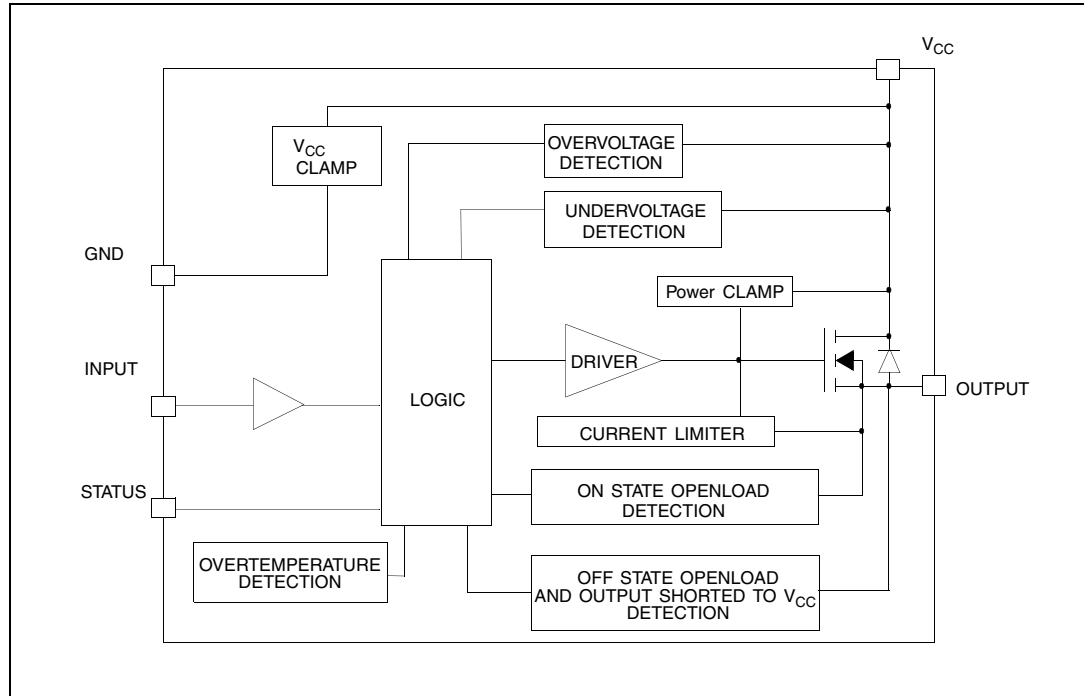 VCC
VCC
CLAMP
OVERVOLTAGE
DETECTION
UNDERVOLTAGE
DETECTION
GND
Power CLAMP
INPUT
DRIVER
LOGIC
OUTPUT
CURRENT LIMITER
STATUS
ON STATE OPENLOAD
DETECTION
OVERTEMPERATURE
DETECTION
OFF STATE OPENLOAD
AND OUTPUT SHORTED TO VCC
DETECTION